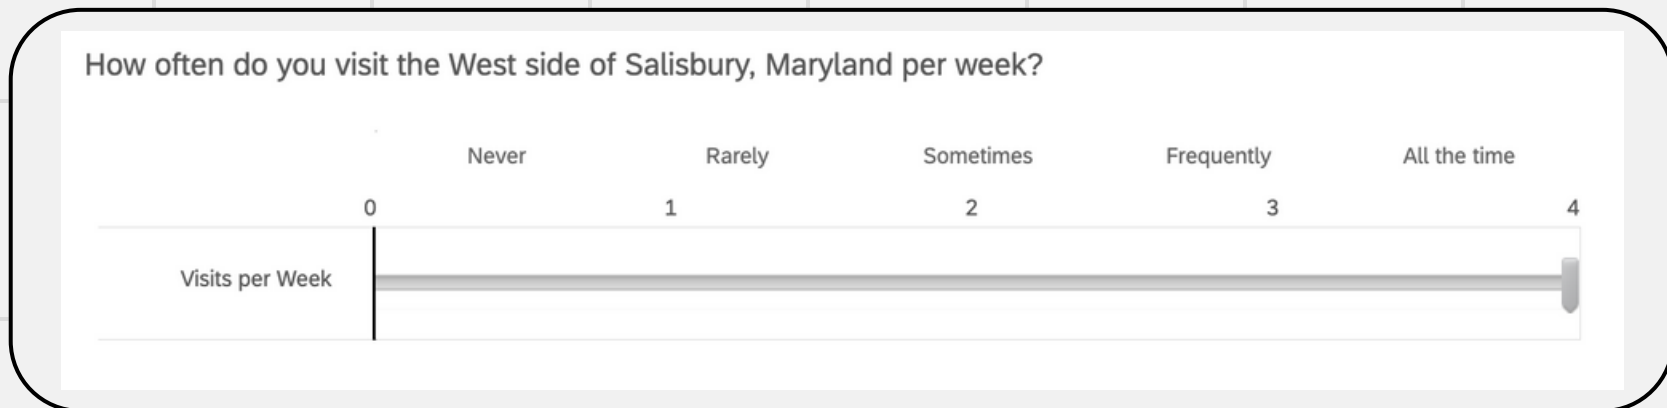 How often do you visit the West side of Salisbury, Maryland per week?
Never Rarely Sometimes Frequently All the time
0 1 2 3 4
Visits per Week